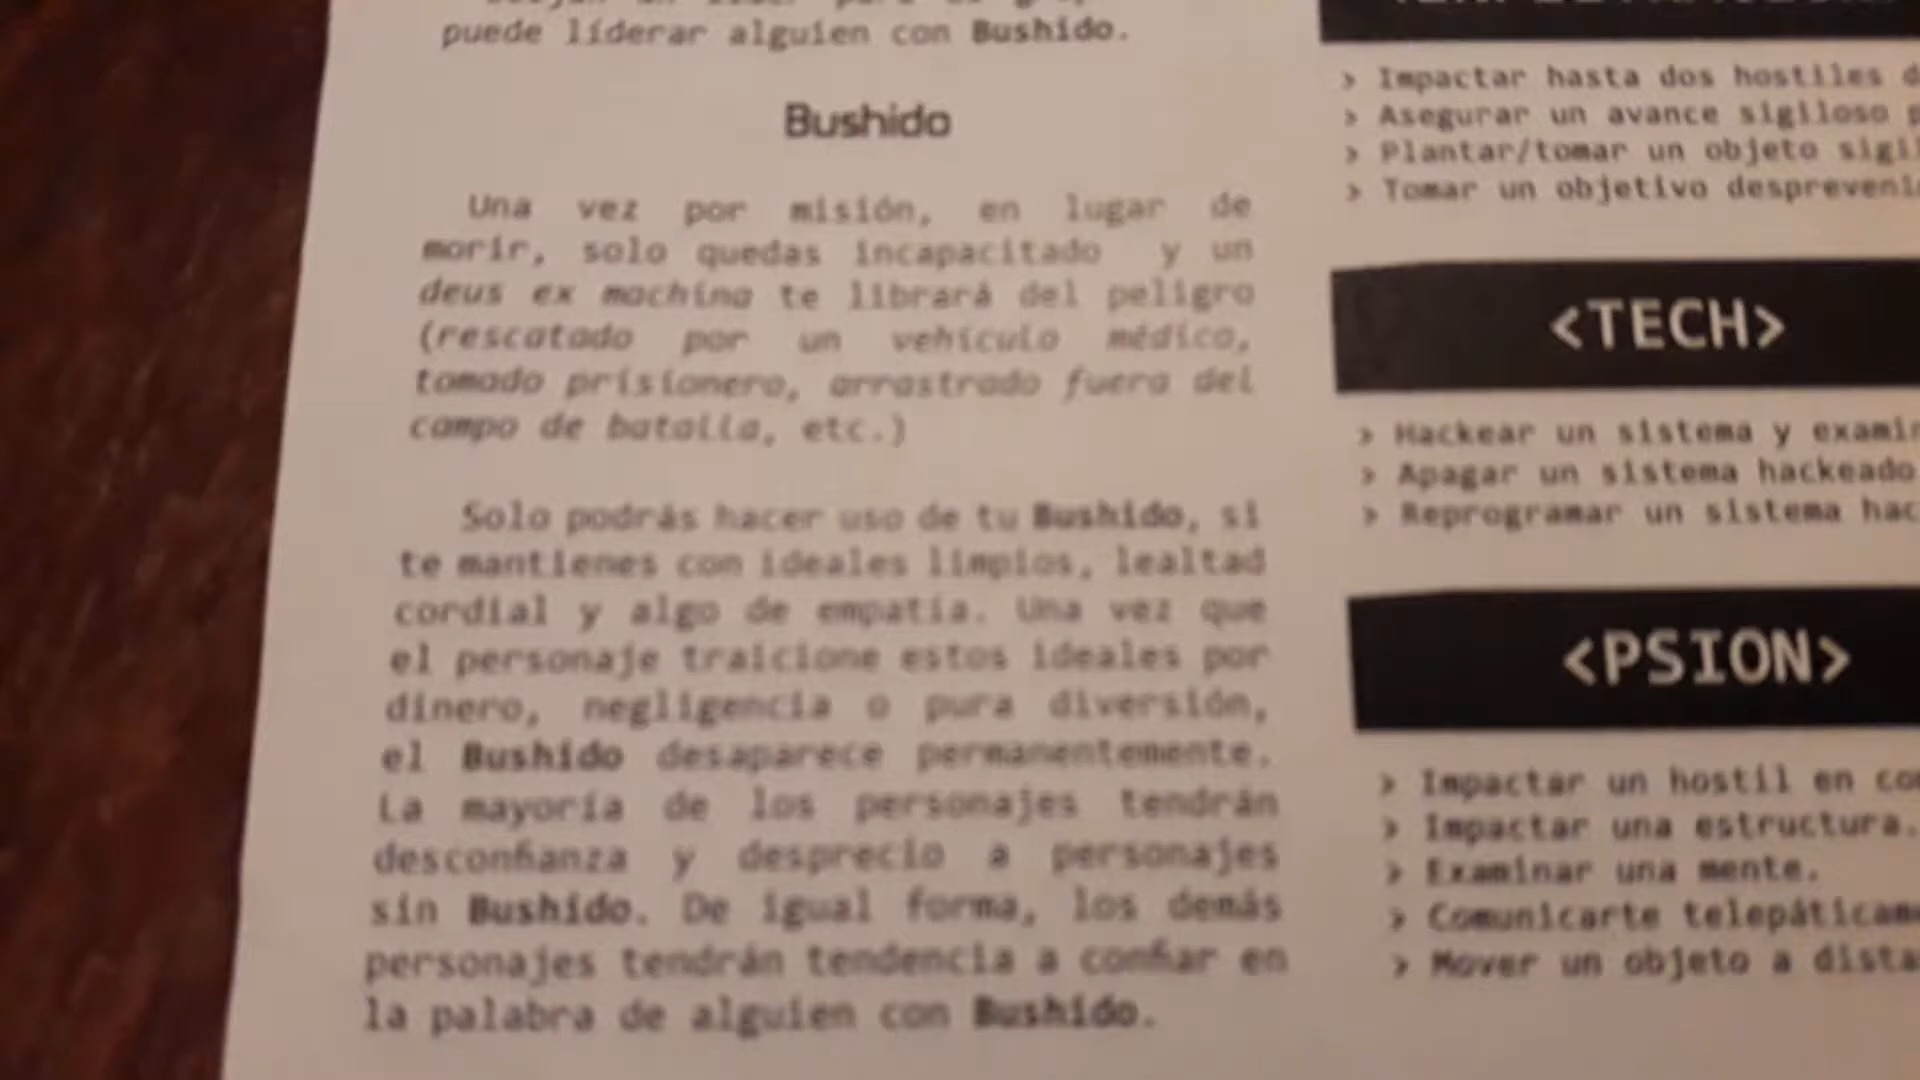 puede líderar alguien con Bushido.
Bushido
Una vez por misión, en lugar de
morir, solo quedas incapacitado y un
deus ex machina te librará del peligro
(rescatado por un vehículo médico,
tomado prisionero, arrastrado fuera del
campo de batalla, etc.)
Solo podrás hacer uso de tu Bushido, si
te mantienes con ideales limpios, lealtad
cordial y algo de empatía. Una vez que
el personaje traicione estos ideales por
dinero, negligencia o pura diversión,
el Bushido desaparece permanentemente.
La mayoría de los personajes tendrán
desconfianza y desprecio a personajes
sin Bushido. De igual forma, los demás
personajes tendrán tendencia a confiar en
la palabra de alguien con Bushido.
> Impactar hasta dos hostiles
> Asegurar un avance sigiloso
> Plantar/tomar un objeto
> Tomar un objetivo
<TECH>
> Hackear un sistema y
> Apagar un sistema hackeado
> Reprogramar un sistema
<PSION>
> Impactar un hostil en
> Impactar una estructura.
> Examinar una mente.
> Comunicarte
> Mover un objeto a